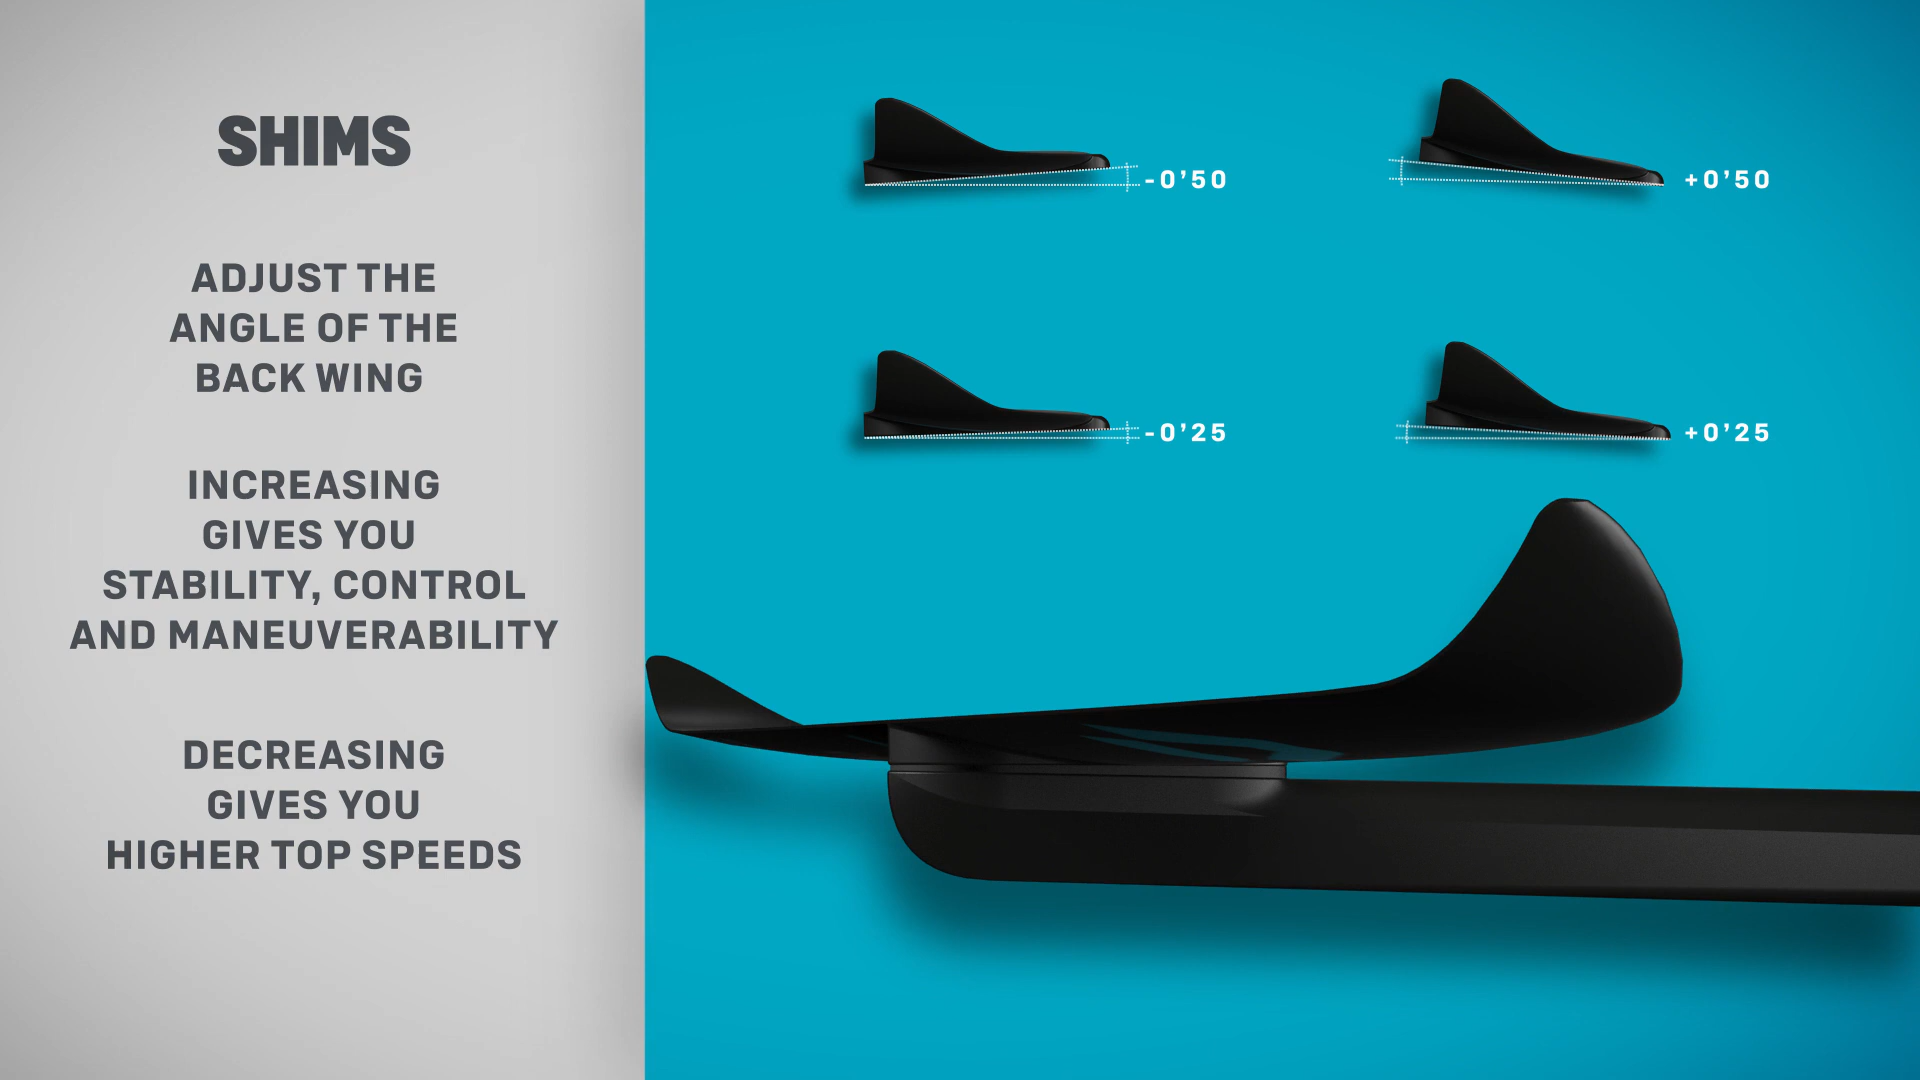 SHIMS
ADJUST THE
ANGLE OF THE
BACK WING
INCREASING
GIVES YOU
STABILITY, CONTROL
AND MANEUVERABILITY
DECREASING
GIVES YOU
HIGHER TOP SPEEDS
-0’50
+0’50
-0’25
+0’25